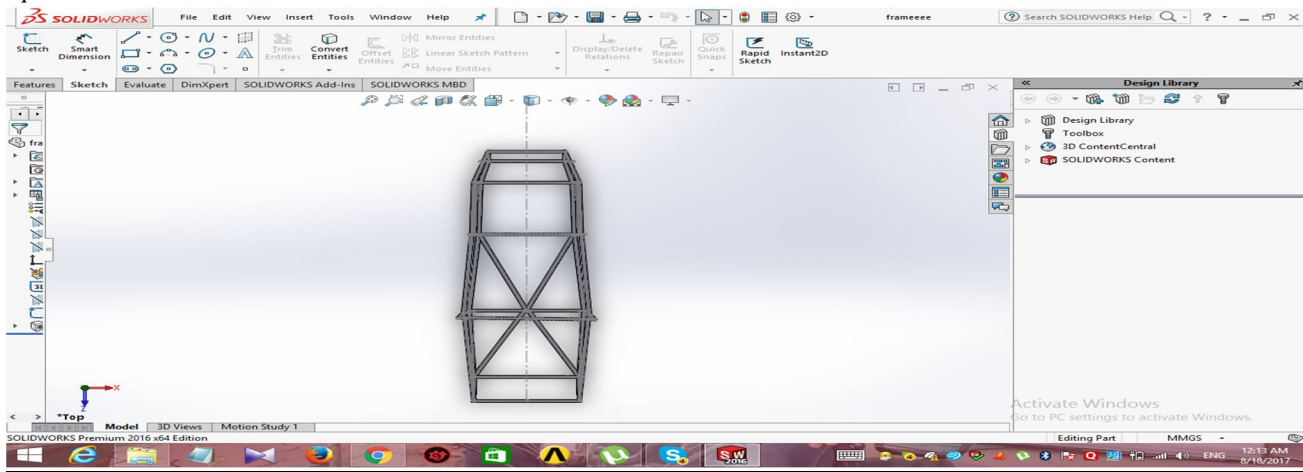 SOLIDWORKS File Edit View Insert Tools Window Help frameeee Search SOLIDWORKS Help ?
Sketch Smart Dimension Trim Entities Convert Entities Offset Entities Mirror Entities Linear Sketch Pattern Move Entities Display/Delete Relations Repair Sketch Quick Snaps Rapid Sketch Instant2D
Features Sketch Evaluate DimXpert SOLIDWORKS Add-Ins SOLIDWORKS MBD
Design Library
Design Library
Toolbox
3D ContentCentral
SOLIDWORKS Content
fra
X
Z
*Top
Activate Windows
Go to PC settings to activate Windows.
Model 3D Views Motion Study 1
SOLIDWORKS Premium 2016 x64 Edition Editing Part MMGS
SW 2016 ENG 12:13 AM
8/18/2017